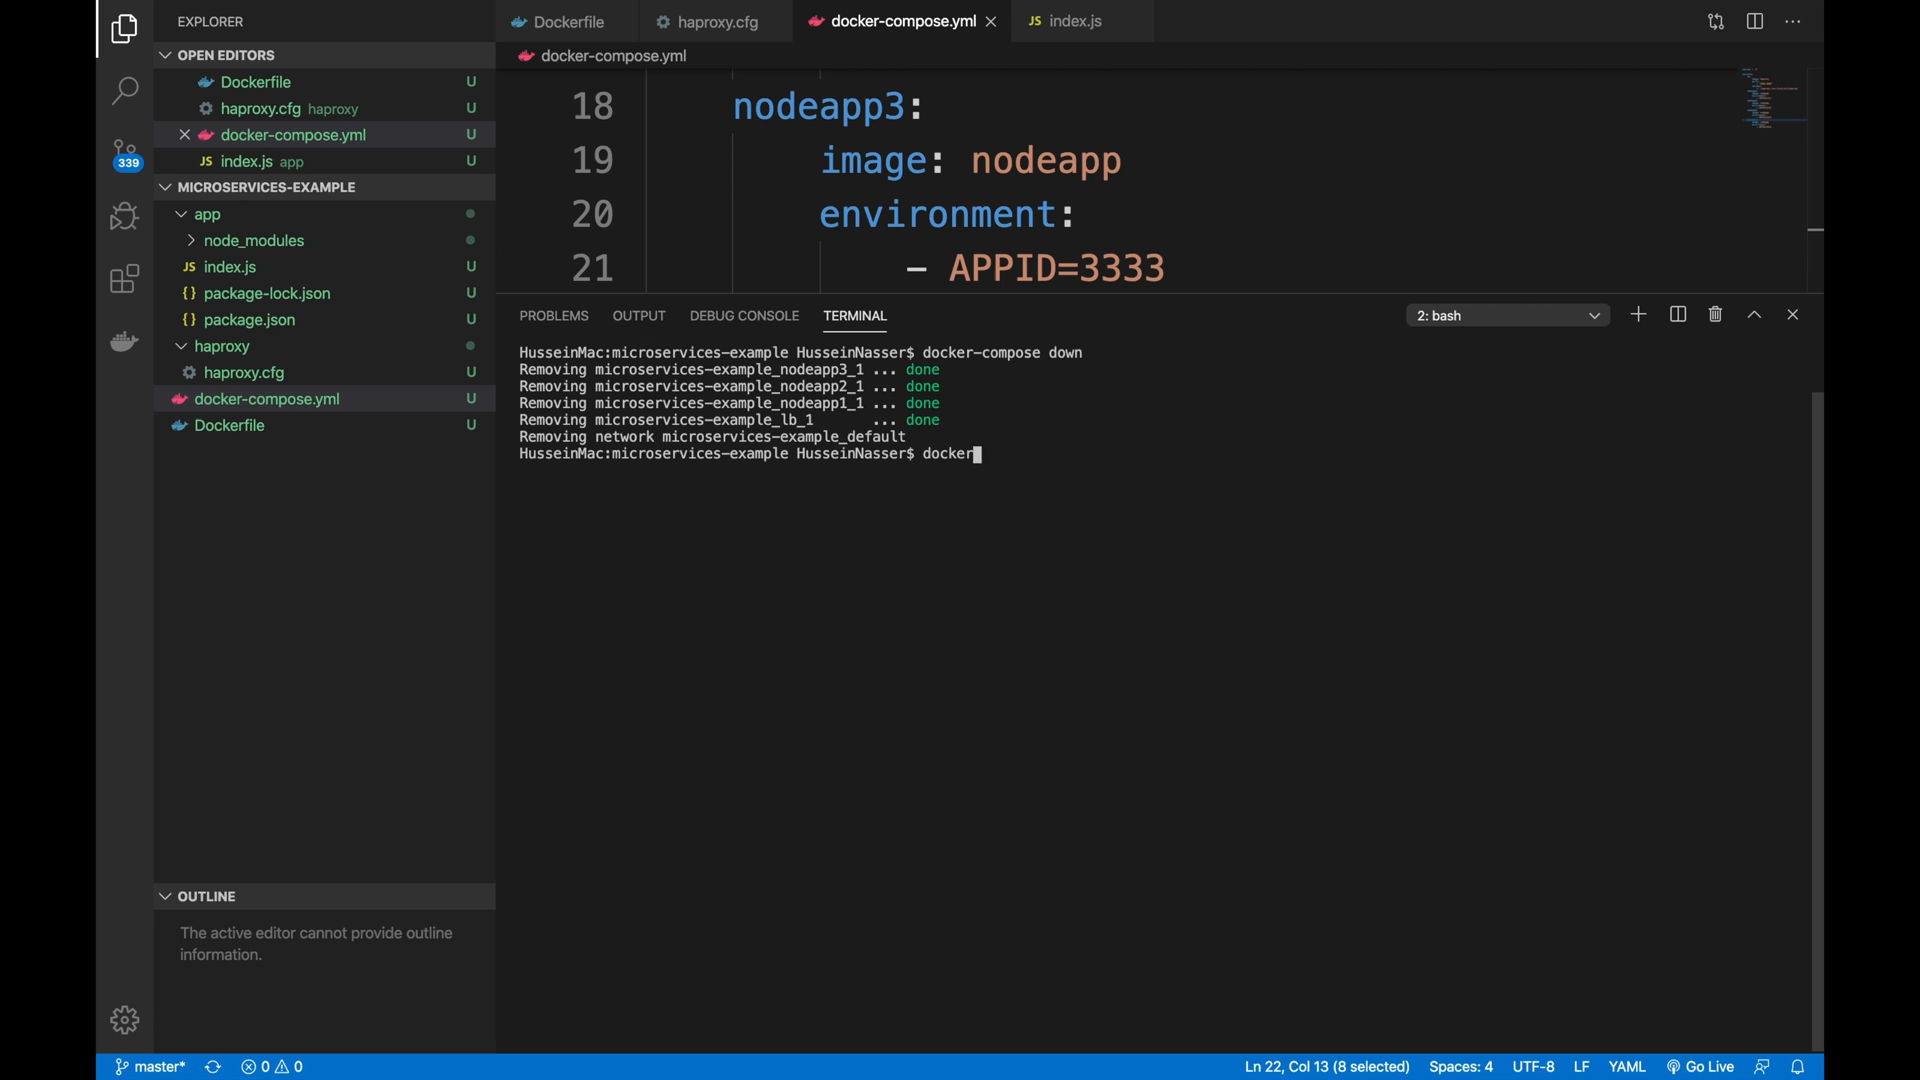 EXPLORER
OPEN EDITORS
Dockerfile U
haproxy.cfg haproxy U
docker-compose.yml U
JS index.js app U
339
MICROSERVICES-EXAMPLE
app
node_modules
JS index.js U
{} package-lock.json U
{} package.json U
haproxy
haproxy.cfg U
docker-compose.yml U
Dockerfile U
OUTLINE
The active editor cannot provide outline
information.
Dockerfile haproxy.cfg docker-compose.yml JS index.js
docker-compose.yml
18 nodeapp3:
19 image: nodeapp
20 environment:
21 - APPID=3333
PROBLEMS OUTPUT DEBUG CONSOLE TERMINAL 2: bash
HusseinMac:microservices-example HusseinNasser$ docker-compose down
Removing microservices-example_nodeapp3_1 ... done
Removing microservices-example_nodeapp2_1 ... done
Removing microservices-example_nodeapp1_1 ... done
Removing microservices-example_lb_1 ... done
Removing network microservices-example_default
HusseinMac:microservices-example HusseinNasser$ docker
master* 0 0 Ln 22, Col 13 (8 selected) Spaces: 4 UTF-8 LF YAML Go Live